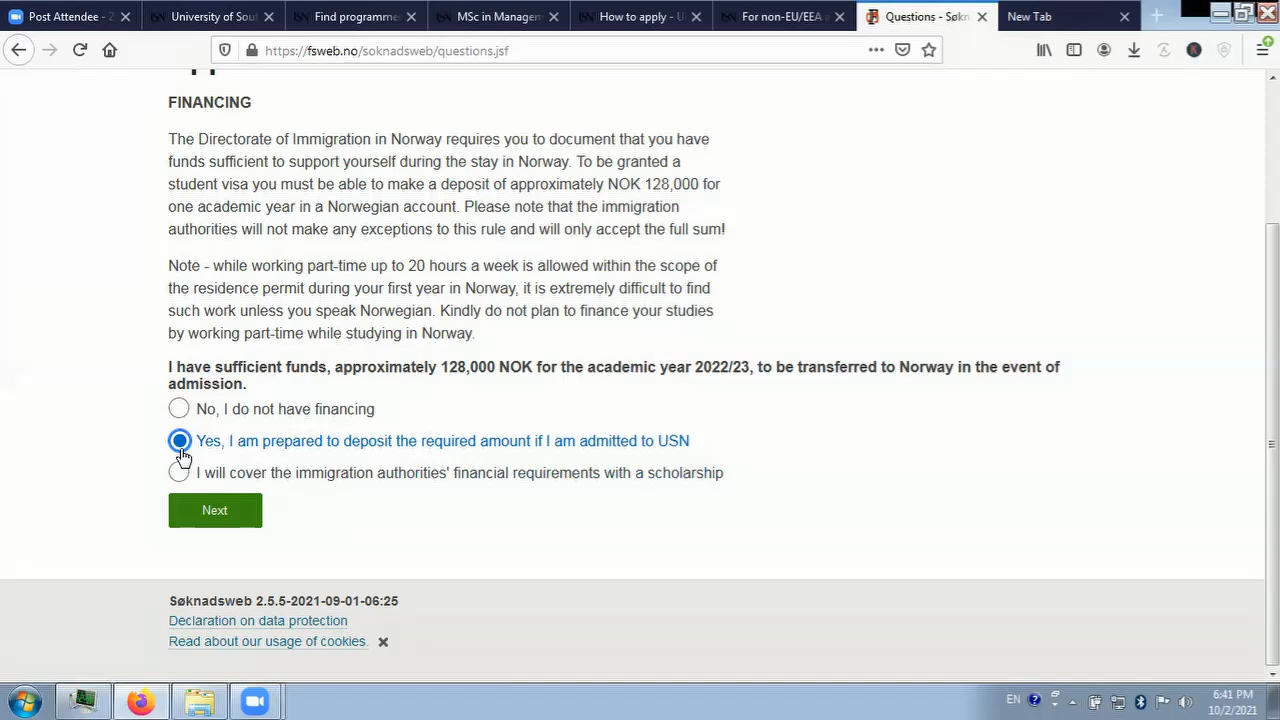 Post Attendee - 2
University of Sout
Find programme
MSc in Managem
How to apply - U
For non-EU/EEA a
Questions - Søkn
New Tab
https://fsweb.no/soknadsweb/questions.jsf
FINANCING
The Directorate of Immigration in Norway requires you to document that you have
funds sufficient to support yourself during the stay in Norway. To be granted a
student visa you must be able to make a deposit of approximately NOK 128,000 for
one academic year in a Norwegian account. Please note that the immigration
authorities will not make any exceptions to this rule and will only accept the full sum!
Note - while working part-time up to 20 hours a week is allowed within the scope of
the residence permit during your first year in Norway, it is extremely difficult to find
such work unless you speak Norwegian. Kindly do not plan to finance your studies
by working part-time while studying in Norway.
I have sufficient funds, approximately 128,000 NOK for the academic year 2022/23, to be transferred to Norway in the event of
admission.
No, I do not have financing
Yes, I am prepared to deposit the required amount if I am admitted to USN
I will cover the immigration authorities' financial requirements with a scholarship
Next
Søknadsweb 2.5.5-2021-09-01-06:25
Declaration on data protection
Read about our usage of cookies.
EN
6:41 PM
10/2/2021